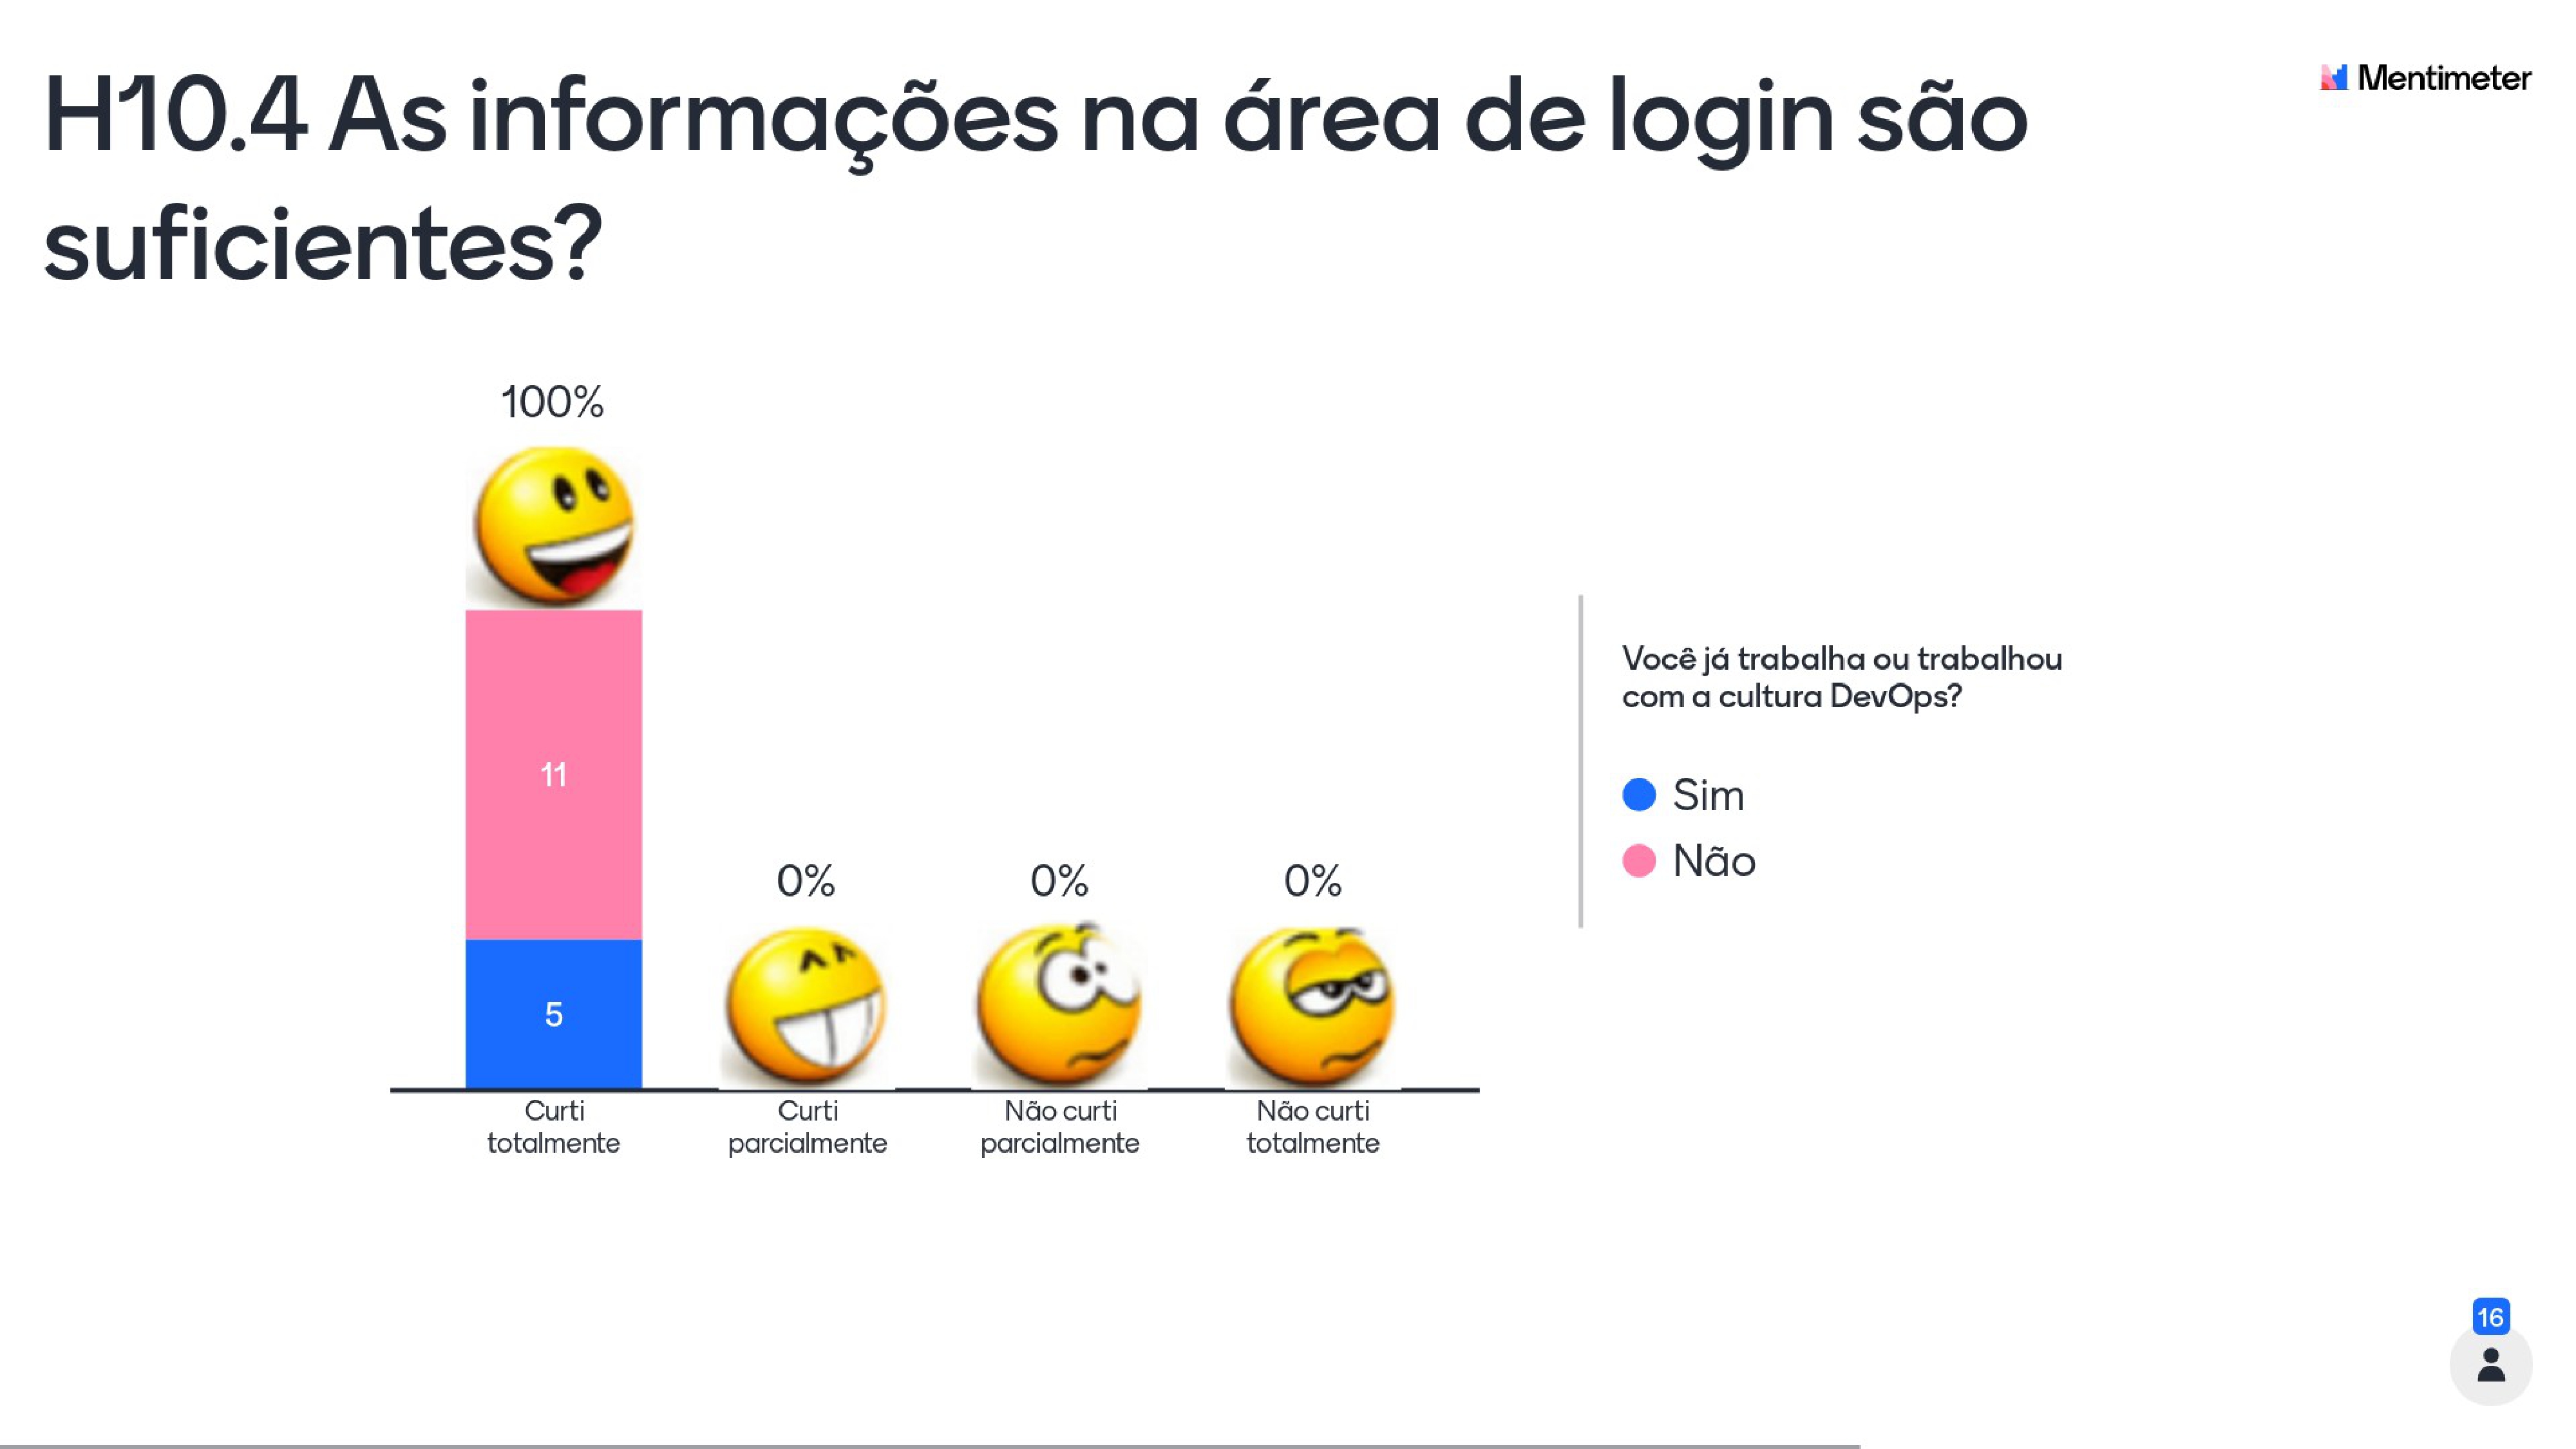 H10.4 As informações na área de login são
suficientes?
Mentimeter
100%
11
5
0%
0%
0%
Curti
totalmente
Curti
parcialmente
Não curti
parcialmente
Não curti
totalmente
Você já trabalha ou trabalhou
com a cultura DevOps?
Sim
Não
16